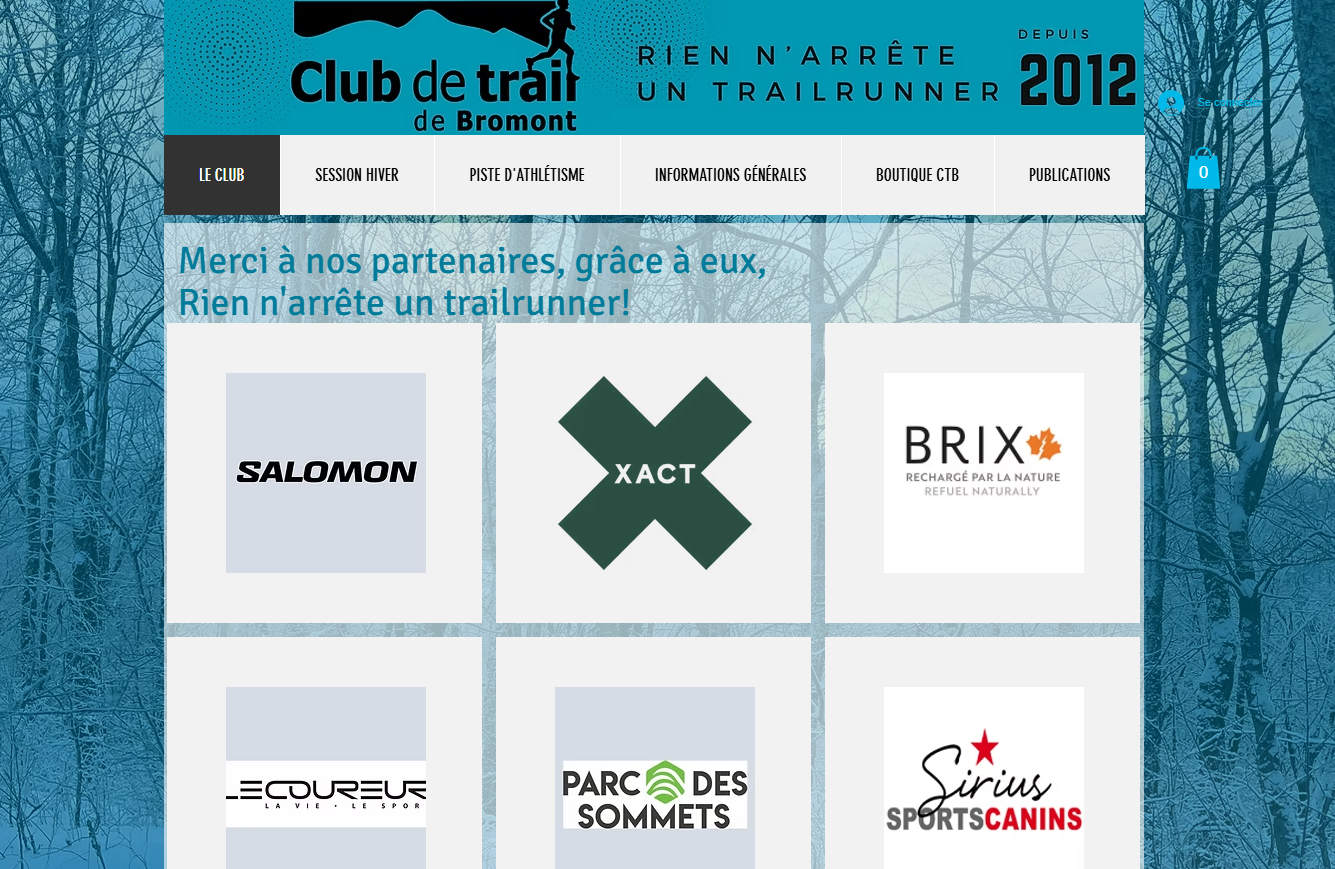 Club de trail
de Bromont
RIEN N'ARRÊTE
UN TRAILRUNNER
DEPUIS
2012
Se connecter
0
LE CLUB
SESSION HIVER
PISTE D'ATHLÉTISME
INFORMATIONS GÉNÉRALES
BOUTIQUE CTB
PUBLICATIONS
Merci à nos partenaires, grâce à eux,
Rien n'arrête un trailrunner!
SALOMON
XACT
BRIX
RECHARGÉ PAR LA NATURE
REFUEL NATURALLY
LECOUREUR
LA VIE · LE SPOR
PARC DES
SOMMETS
Sirius
SPORTSCANINS